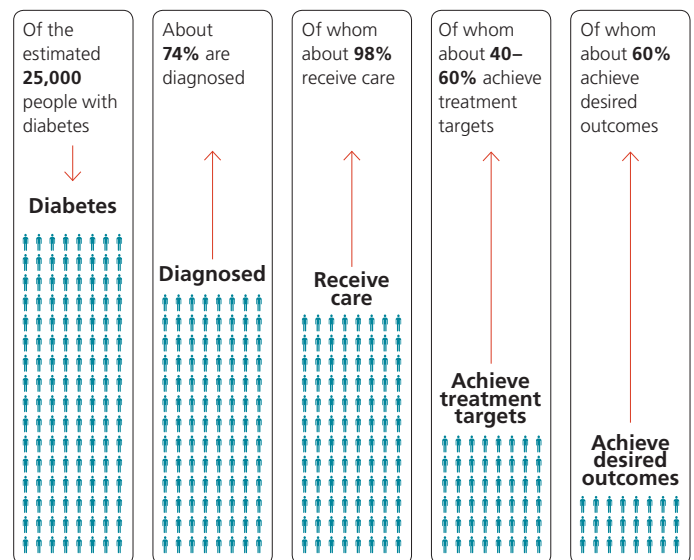 Of the
estimated
25,000
people with
diabetes
Diabetes
About
74% are
diagnosed
Diagnosed
Of whom
about 98%
receive care
Receive
care
Of whom
about 40–
60% achieve
treatment
targets
Achieve
treatment
targets
Of whom
about 60%
achieve
desired
outcomes
Achieve
desired
outcomes